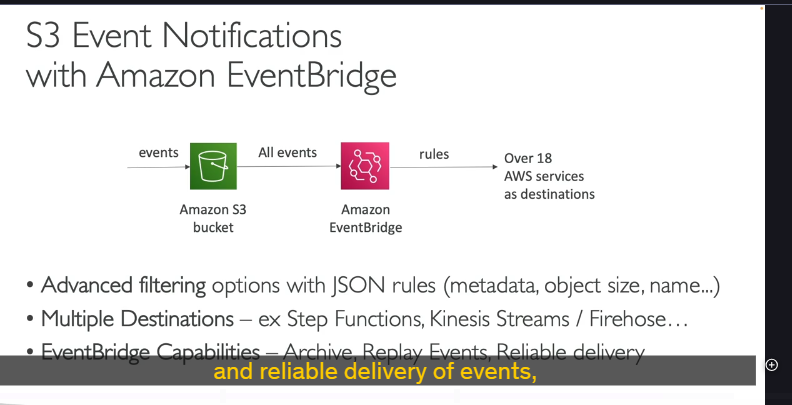 S3 Event Notifications
with Amazon EventBridge
events
All events
rules
Over 18
AWS services
as destinations
Amazon S3
bucket
Amazon
EventBridge
• Advanced filtering options with JSON rules (metadata, object size, name...)
• Multiple Destinations – ex Step Functions, Kinesis Streams / Firehose...
• EventBridge Capabilities – Archive, Replay Events, Reliable delivery
and reliable delivery of events,